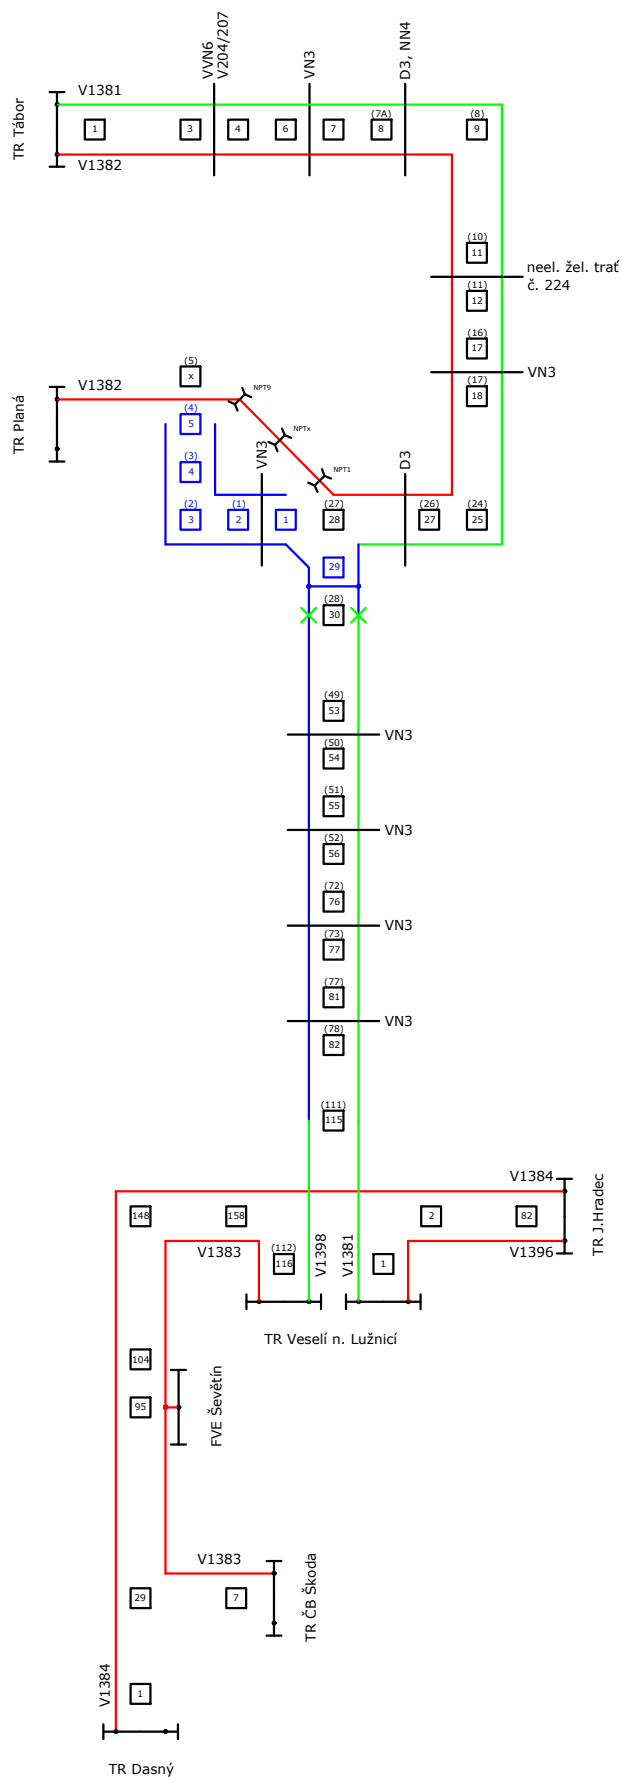 VVN6
V204/207
VN3
D3, NN4
V1381
TR Tábor
1
3
4
6
7
(7A)
8
(8)
9
V1382
(10)
11
neel. žel. trať
č. 224
(11)
12
(16)
17
VN3
(17)
18
(5)
x
V1382
NPT9
TR Planá
(4)
5
NPTx
VN3
D3
(3)
4
NPT1
(2)
3
(1)
2
1
(27)
28
(26)
27
(24)
25
29
(28)
30
(49)
53
VN3
(50)
54
(51)
55
VN3
(52)
56
(72)
76
VN3
(73)
77
(77)
81
VN3
(78)
82
(111)
115
V1384
148
158
2
82
TR J.Hradec
V1383
(112)
116
V1398
V1381
1
V1396
TR Veselí n. Lužnicí
104
95
FVE Ševětín
V1383
29
7
TR ČB Škoda
V1384
1
TR Dasný